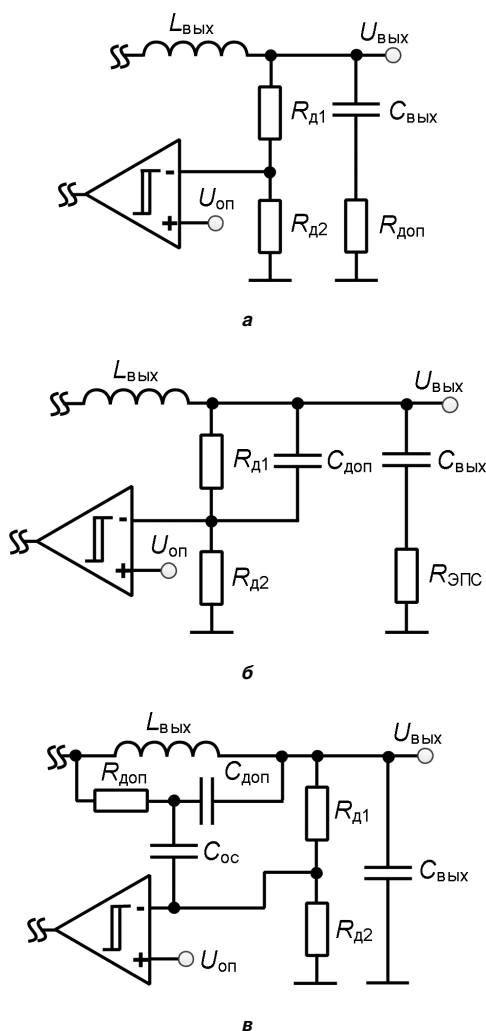 Lвых
Uвых
Rд1
Cвых
-
Uоп
+
Rд2
Rдоп
а
Lвых
Uвых
Rд1
Cдоп
Cвых
-
Uоп
+
Rд2
RЭПС
б
Lвых
Uвых
Rдоп
Cдоп
Rд1
Cос
Cвых
-
Rд2
+
Uоп
в